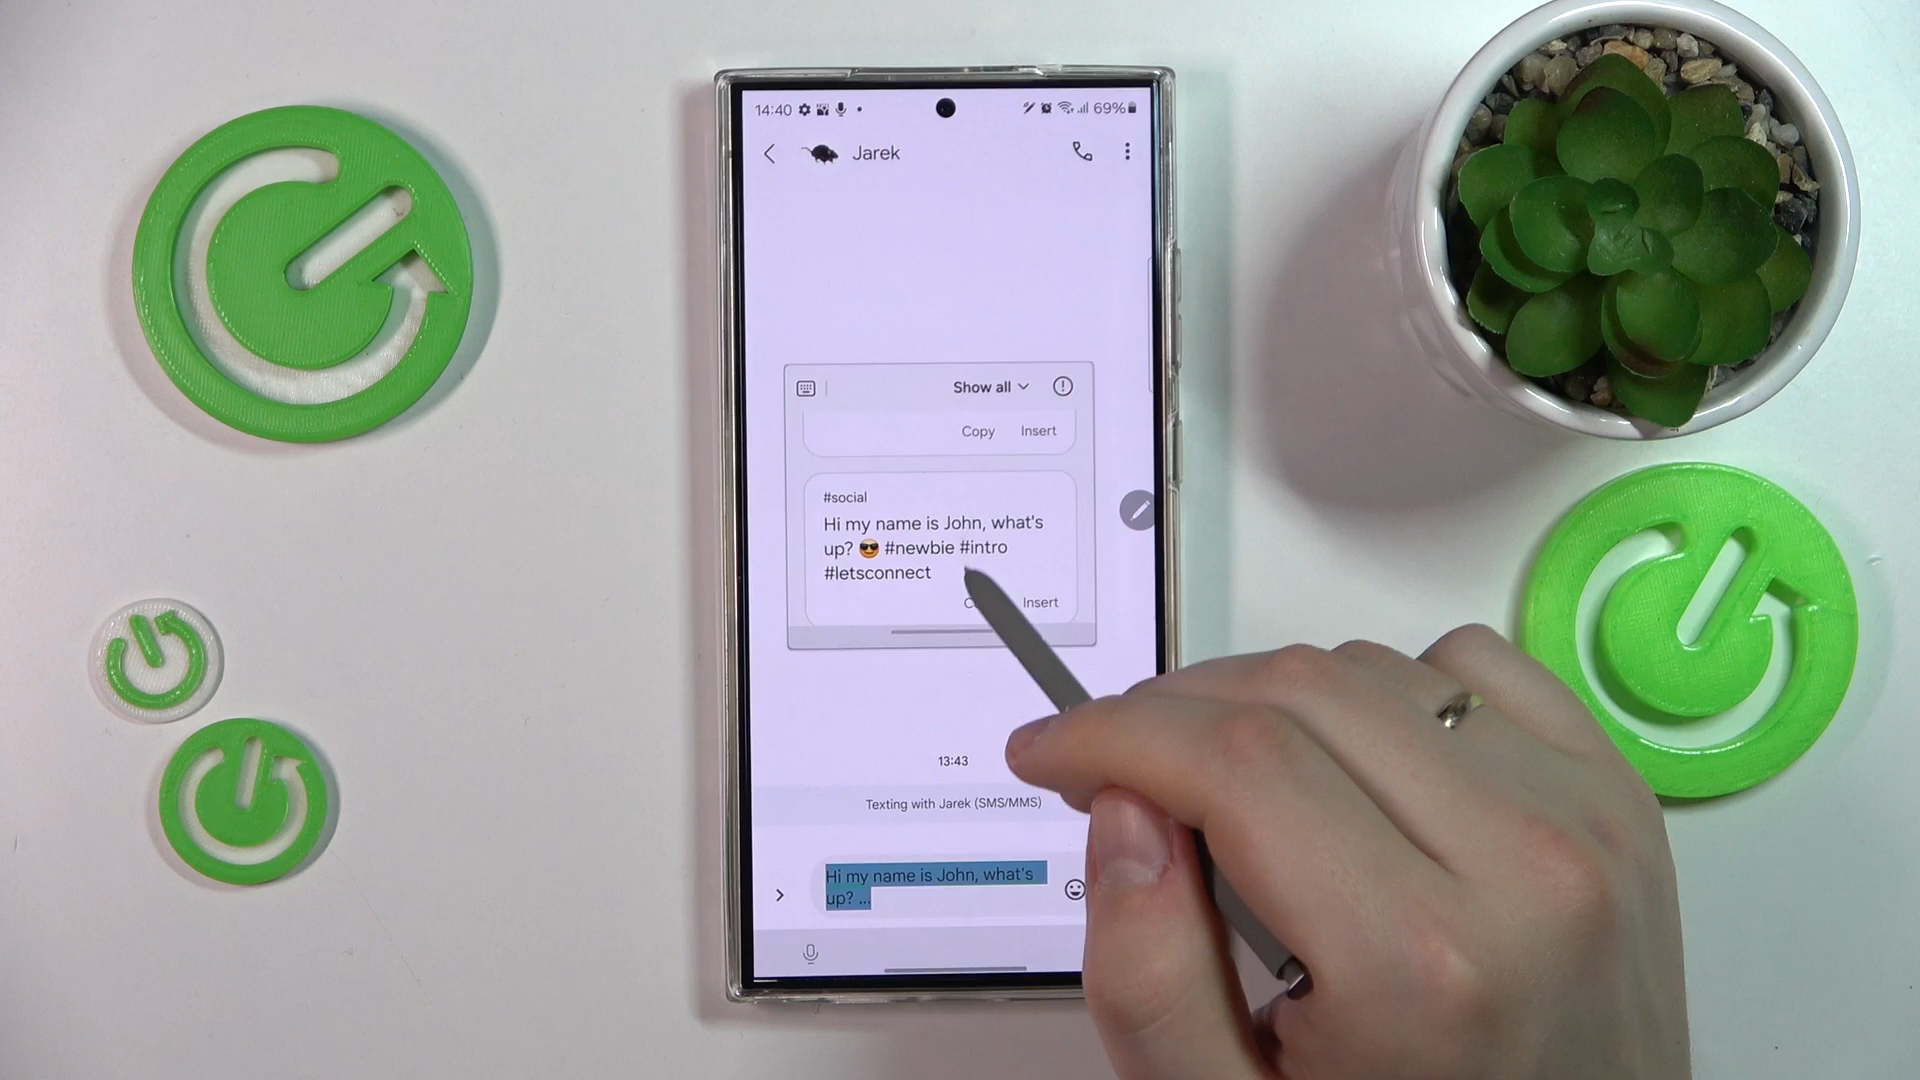 14:40 69%
Jarek
Show all
Copy Insert
#social
Hi my name is John, what's
up? 😎 #newbie #intro
#letsconnect
Insert
13:43
Texting with Jarek (SMS/MMS)
Hi my name is John, what's
up? ...